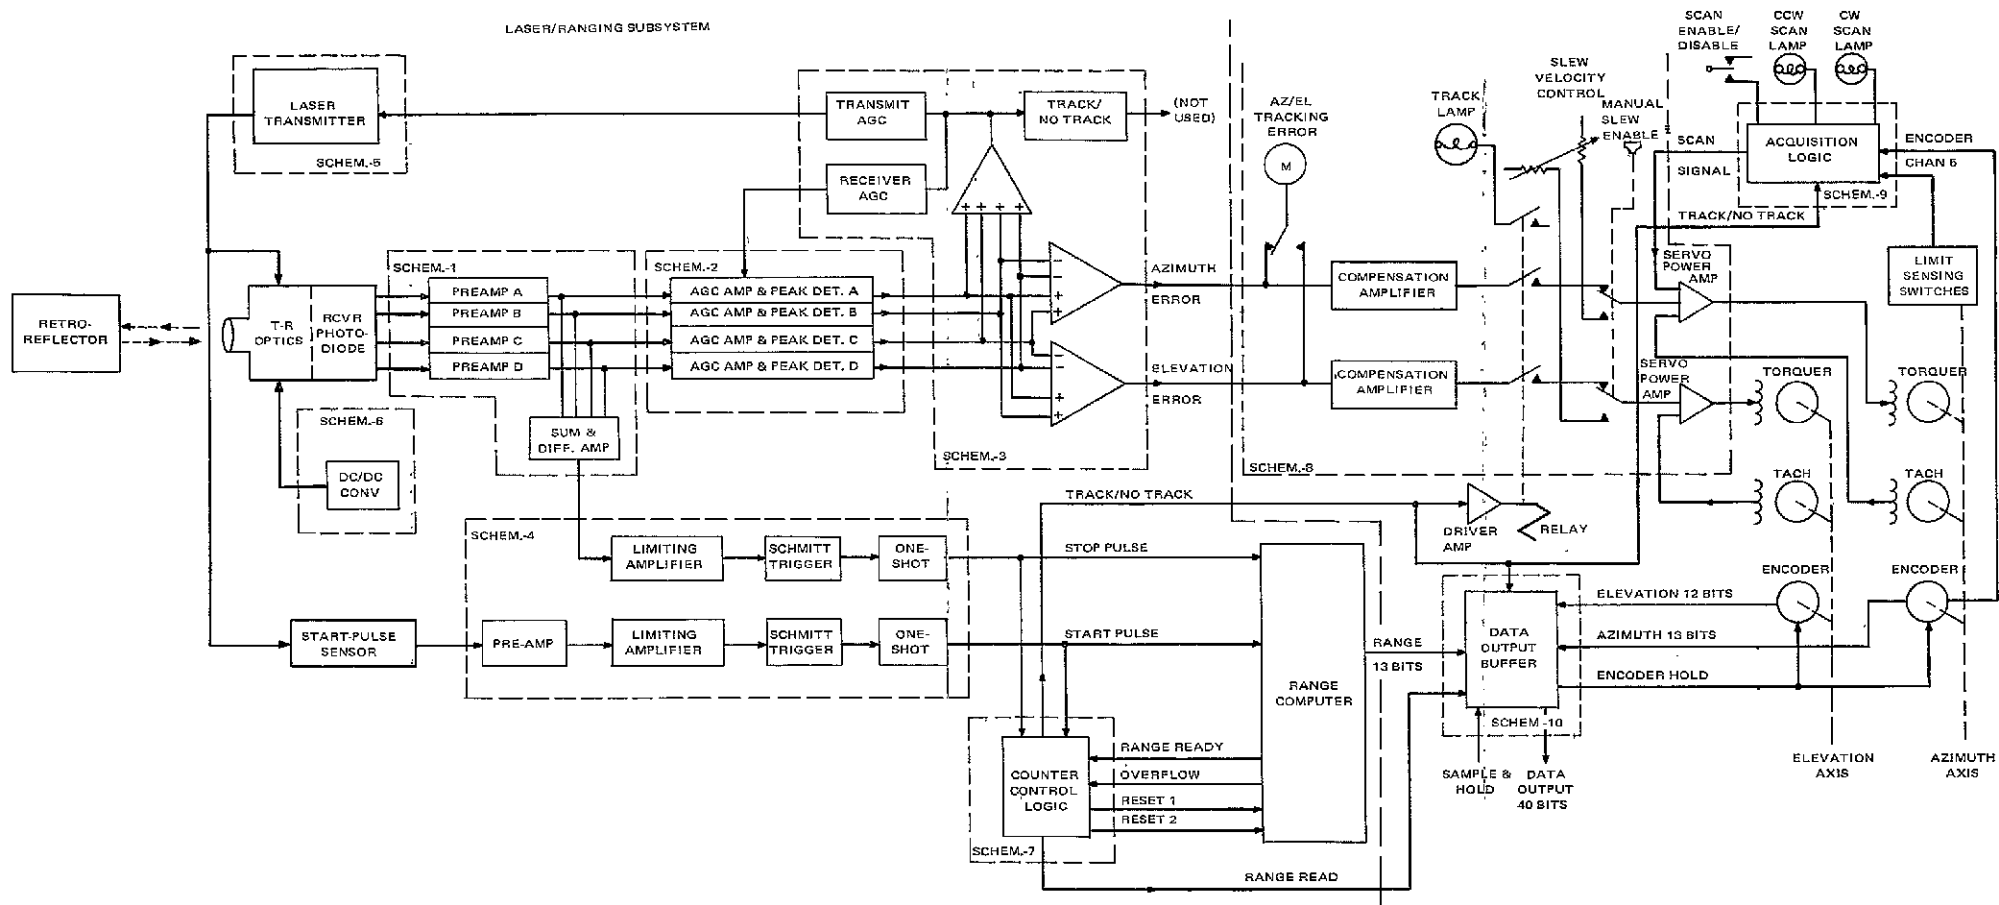 LASER/RANGING SUBSYSTEM
LASER
TRANSMITTER
SCHEM.-5
TRANSMIT
AGC
TRACK/
NO TRACK
(NOT
USED)
RECEIVER
AGC
+ + + +
AZ/EL
TRACKING
ERROR
M
TRACK
LAMP
SLEW
VELOCITY
CONTROL
MANUAL
SLEW
ENABLE
SCAN
ENABLE/
DISABLE
CCW
SCAN
LAMP
CW
SCAN
LAMP
SCAN
SIGNAL
ACQUISITION
LOGIC
ENCODER
CHAN 6
SCHEM.-9
TRACK/NO TRACK
LIMIT
SENSING
SWITCHES
RETRO-
REFLECTOR
T-R
OPTICS
RCVR
PHOTO-
DIODE
SCHEM.-1
PREAMP A
PREAMP B
PREAMP C
PREAMP D
SCHEM.-2
AGC AMP & PEAK DET. A
AGC AMP & PEAK DET. B
AGC AMP & PEAK DET. C
AGC AMP & PEAK DET. D
SUM &
DIFF. AMP
SCHEM.-3
AZIMUTH
ERROR
ELEVATION
ERROR
COMPENSATION
AMPLIFIER
COMPENSATION
AMPLIFIER
SERVO
POWER
AMP
SERVO
POWER
AMP
SCHEM.-8
TORQUER
TORQUER
TACH
TACH
SCHEM.-6
DC/DC
CONV
SCHEM.-4
LIMITING
AMPLIFIER
SCHMITT
TRIGGER
ONE-
SHOT
TRACK/NO TRACK
STOP PULSE
DRIVER
AMP
RELAY
START-PULSE
SENSOR
PRE-AMP
LIMITING
AMPLIFIER
SCHMITT
TRIGGER
ONE-
SHOT
START PULSE
RANGE
COMPUTER
RANGE
13 BITS
DATA
OUTPUT
BUFFER
SCHEM.-10
ELEVATION 12 BITS
AZIMUTH 13 BITS
ENCODER HOLD
ENCODER
ENCODER
COUNTER
CONTROL
LOGIC
SCHEM.-7
RANGE READY
OVERFLOW
RESET 1
RESET 2
RANGE READ
SAMPLE &
HOLD
DATA
OUTPUT
40 BITS
ELEVATION
AXIS
AZIMUTH
AXIS